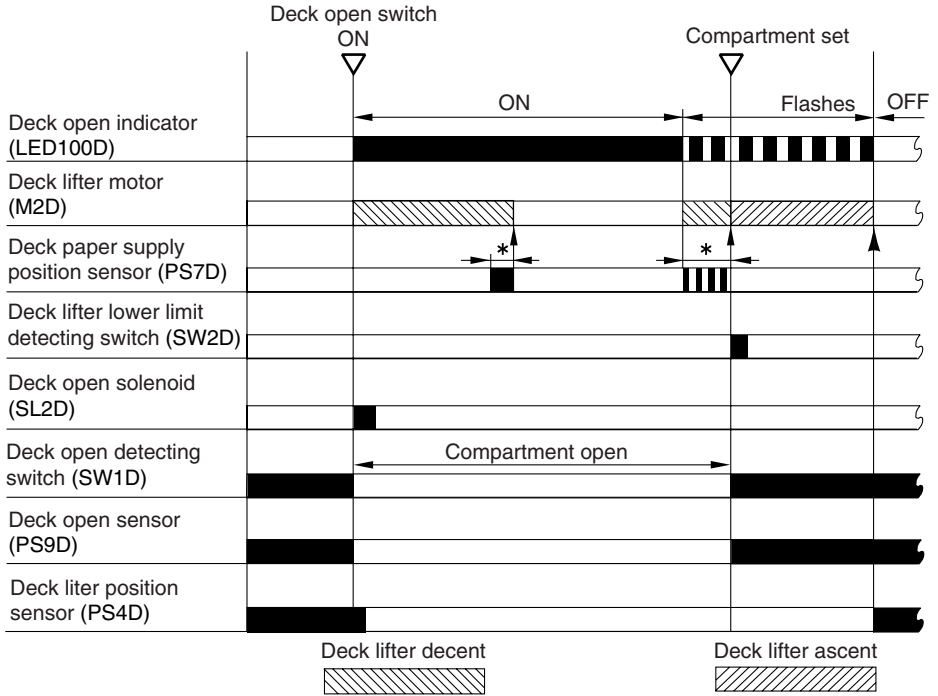 Deck open switch
ON
Compartment set
ON
Flashes
OFF
Deck open indicator
(LED100D)
Deck lifter motor
(M2D)
Deck paper supply
position sensor (PS7D)
*
*
Deck lifter lower limit
detecting switch (SW2D)
Deck open solenoid
(SL2D)
Deck open detecting
switch (SW1D)
Compartment open
Deck open sensor
(PS9D)
Deck liter position
sensor (PS4D)
Deck lifter decent
Deck lifter ascent